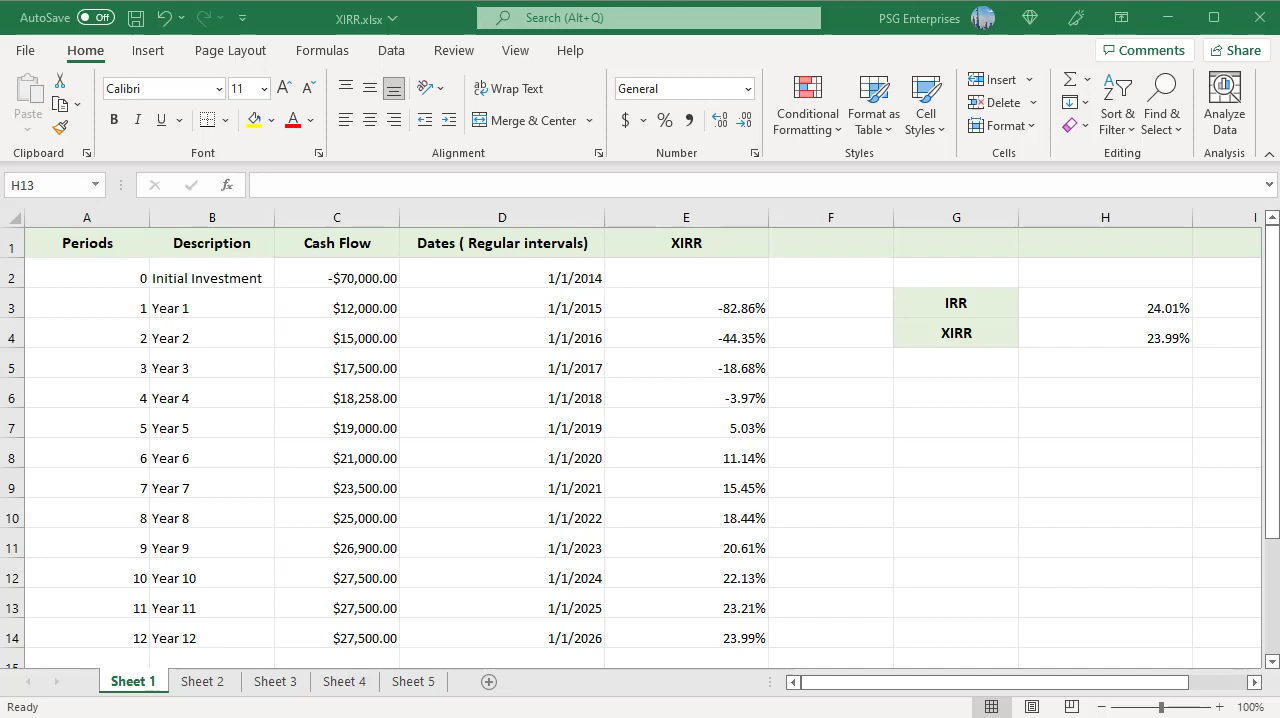 AutoSave Off XIRR.xlsx Search (Alt+Q) PSG Enterprises
File Home Insert Page Layout Formulas Data Review View Help Comments Share
Paste Calibri 11 A A Wrap Text General Conditional Formatting Format as Table Cell Styles Insert Sort & Filter Find & Select Analyze Data
B I U A Merge & Center $ % Delete
Format
Clipboard Font Alignment Number Styles Cells Editing Analysis
H13 fx
A B C D E F G H I
1 Periods Description Cash Flow Dates ( Regular intervals) XIRR
2 0 Initial Investment -$70,000.00 1/1/2014
3 1 Year 1 $12,000.00 1/1/2015 -82.86% IRR 24.01%
4 2 Year 2 $15,000.00 1/1/2016 -44.35% XIRR 23.99%
5 3 Year 3 $17,500.00 1/1/2017 -18.68%
6 4 Year 4 $18,258.00 1/1/2018 -3.97%
7 5 Year 5 $19,000.00 1/1/2019 5.03%
8 6 Year 6 $21,000.00 1/1/2020 11.14%
9 7 Year 7 $23,500.00 1/1/2021 15.45%
10 8 Year 8 $25,000.00 1/1/2022 18.44%
11 9 Year 9 $26,900.00 1/1/2023 20.61%
12 10 Year 10 $27,500.00 1/1/2024 22.13%
13 11 Year 11 $27,500.00 1/1/2025 23.21%
14 12 Year 12 $27,500.00 1/1/2026 23.99%
15
Sheet 1 Sheet 2 Sheet 3 Sheet 4 Sheet 5
Ready 100%